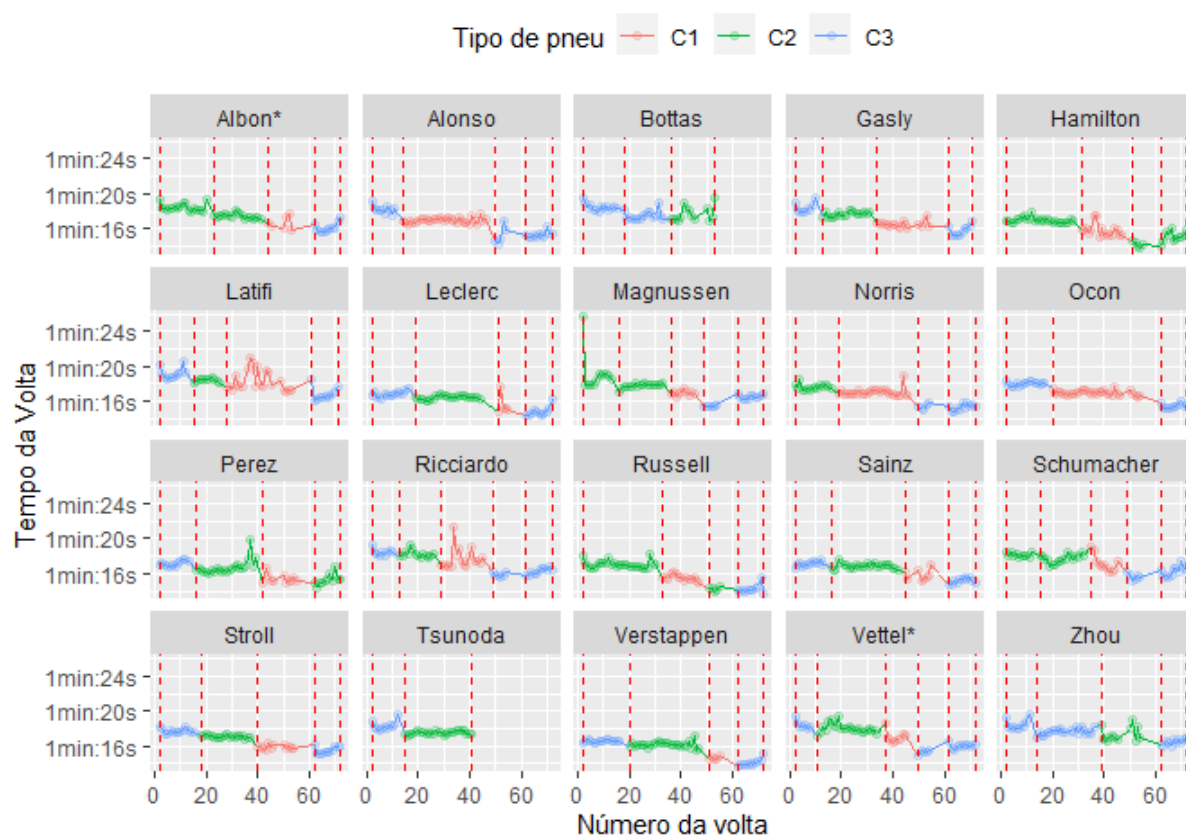 Tipo de pneu C1 C2 C3
Albon* Alonso Bottas Gasly Hamilton
1min:24s
1min:20s
1min:16s
Latifi Leclerc Magnussen Norris Ocon
1min:24s
1min:20s
1min:16s
Perez Ricciardo Russell Sainz Schumacher
1min:24s
1min:20s
1min:16s
Stroll Tsunoda Verstappen Vettel* Zhou
1min:24s
1min:20s
1min:16s
0 20 40 60 0 20 40 60 0 20 40 60 0 20 40 60 0 20 40 60
Tempo da Volta
Número da volta